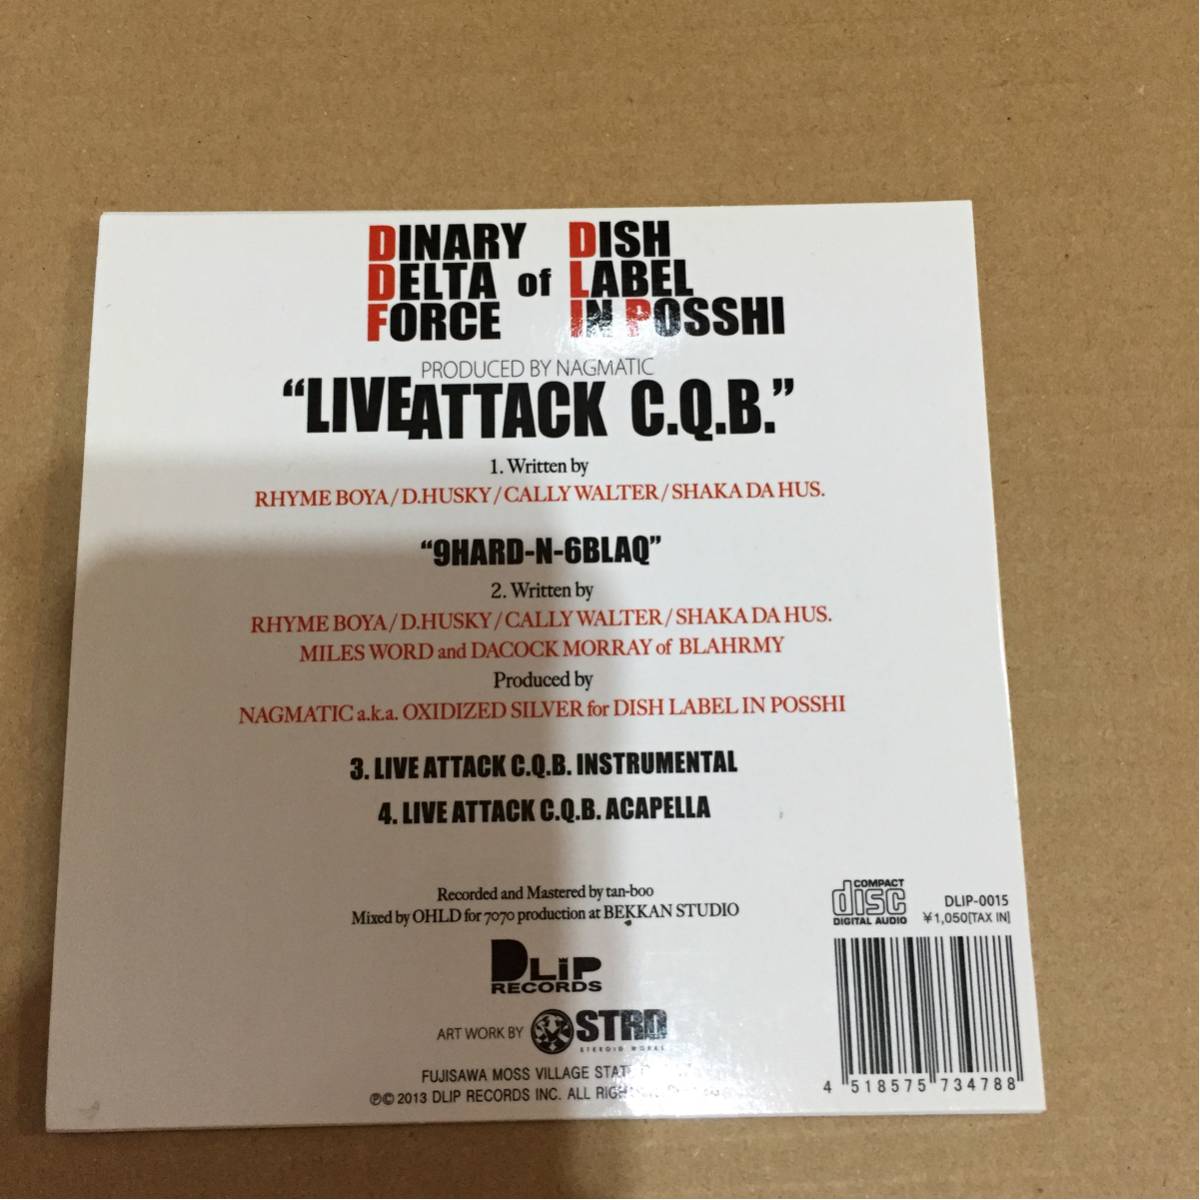 DINARY
DELTA of
FORCE
DISH
LABEL
IN POSSHI
PRODUCED BY NAGMATIC
“LIVE ATTACK C.Q.B.”
1. Written by
RHYME BOYA/D.HUSKY/CALLY WALTER/SHAKA DA HUS.
“9HARD-N-6BLAQ”
2. Written by
RHYME BOYA/D.HUSKY/CALLY WALTER/SHAKA DA HUS.
MILES WORD and DACOCK MORRAY of BLAHRMY
Produced by
NAGMATIC a.k.a. OXIDIZED SILVER for DISH LABEL IN POSSHI
3. LIVE ATTACK C.Q.B. INSTRUMENTAL
4. LIVE ATTACK C.Q.B. ACAPELLA
Recorded and Mastered by tan-boo
Mixed by OHLD for 7070 production at BEKKAN STUDIO
DLiP
RECORDS
ART WORK BY STRD
STEROID WORKS
FUJISAWA MOSS VILLAGE
Ⓟ© 2013 DLIP RECORDS INC. ALL
COMPACT
disc
DIGITAL AUDIO
DLIP-0015
¥1,050[TAX IN]
4 518575 734788